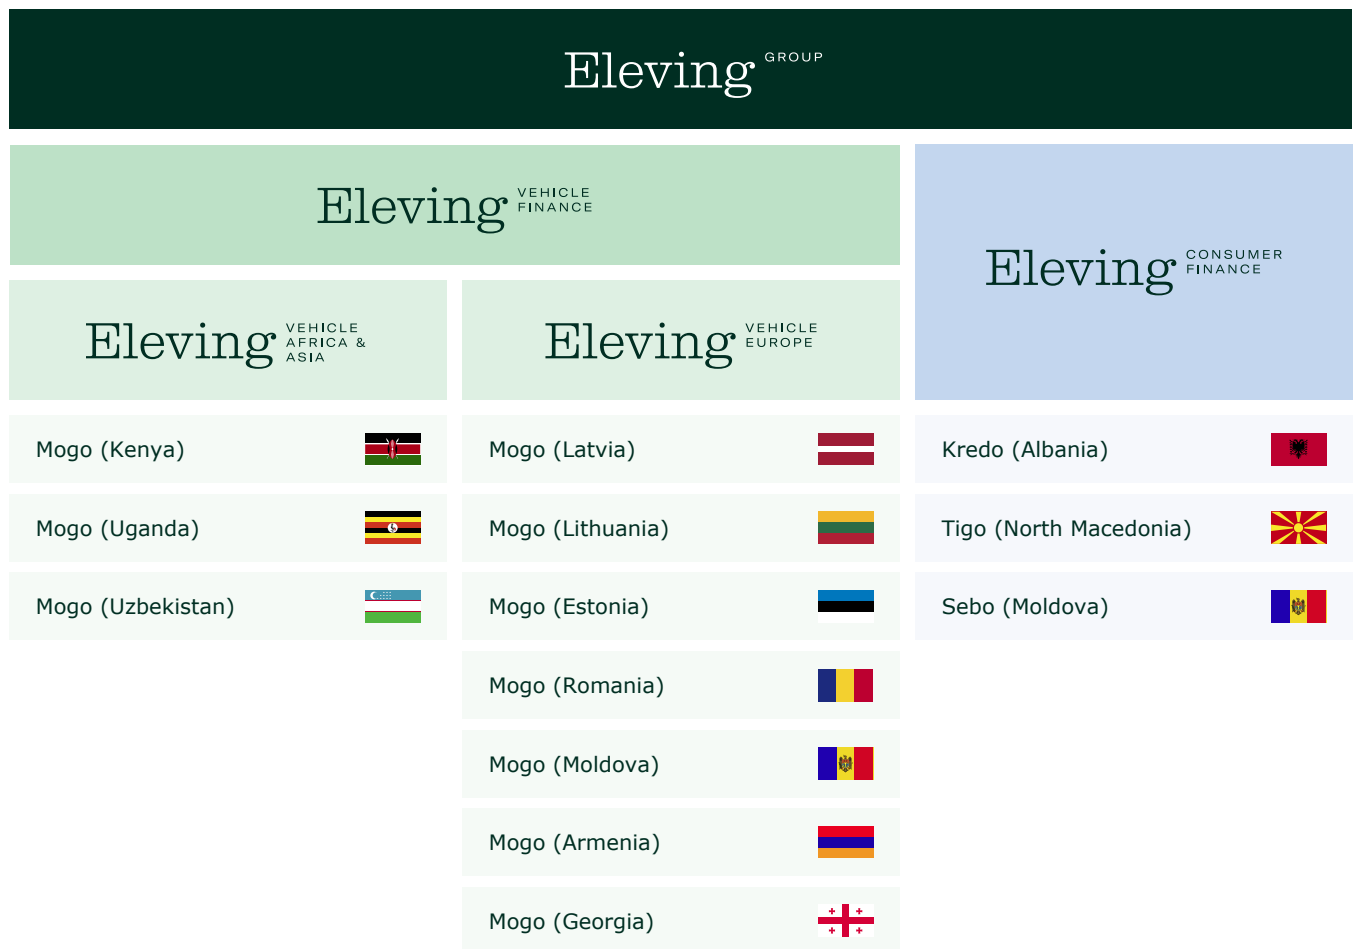 Eleving GROUP
Eleving VEHICLE
FINANCE
Eleving CONSUMER
FINANCE
Eleving VEHICLE
AFRICA &
ASIA
Eleving VEHICLE
EUROPE
Mogo (Kenya)
Mogo (Uganda)
Mogo (Uzbekistan)
Mogo (Latvia)
Mogo (Lithuania)
Mogo (Estonia)
Mogo (Romania)
Mogo (Moldova)
Mogo (Armenia)
Mogo (Georgia)
Kredo (Albania)
Tigo (North Macedonia)
Sebo (Moldova)